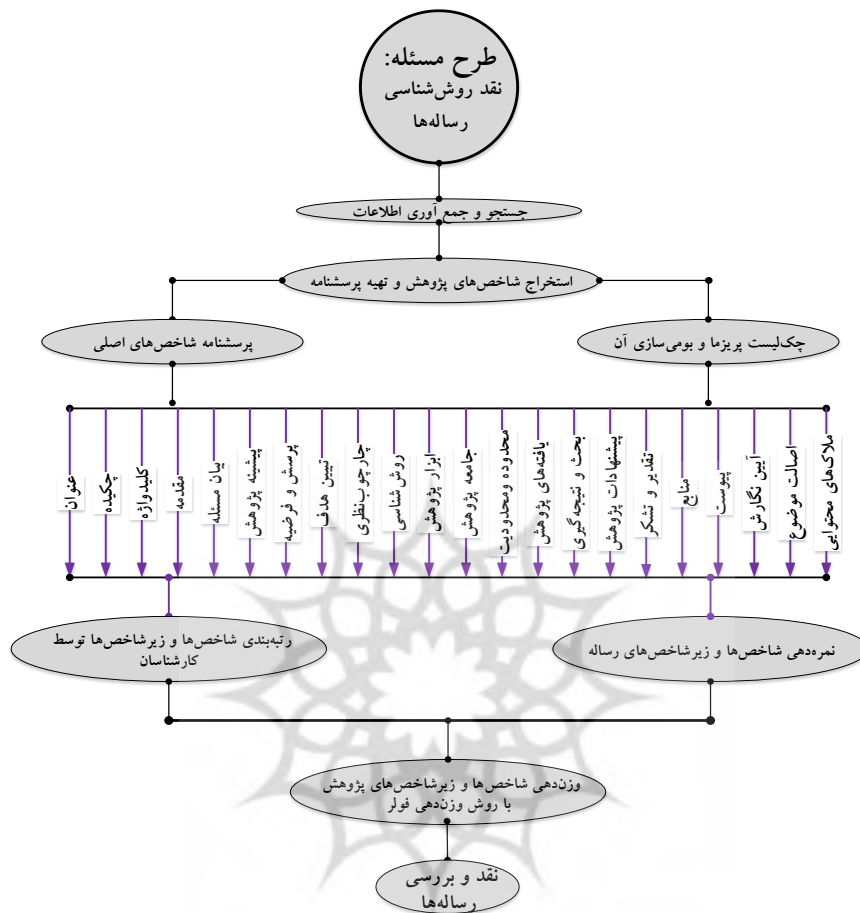 طرح مسئله:
نقد روش‌شناسی
رساله‌ها
جستجو و جمع آوری اطلاعات
استخراج شاخص‌های پژوهش و تهیه پرسشنامه
چک‌لیست پریزما و بومی‌سازی آن
پرسشنامه شاخص‌های اصلی
ملاک‌های محتوایی
اصالت موضوع
آیین نگارش
پیوست
منابع
تقدیر و تشکر
پیشنهادات پژوهش
بحث و نتیجه‌گیری
یافته‌های پژوهش
محدوده ومحدودیت
جامعه پژوهش
ابزار پژوهش
روش شناسی
چارچوب‌نظری
تبیین هدف
پرسش و فرضیه
پیشینه پژوهش
بیان مسئله
مقدمه
کلیدواژه
چکیده
عنوان
نمره‌دهی شاخص‌ها و زیرشاخص‌های رساله
رتبه‌بندی شاخص‌ها و زیرشاخص‌ها توسط
کارشناسان
وزن‌دهی شاخص‌ها و زیرشاخص‌های پژوهش
با روش وزن‌دهی فولر
نقد و بررسی
رساله‌ها